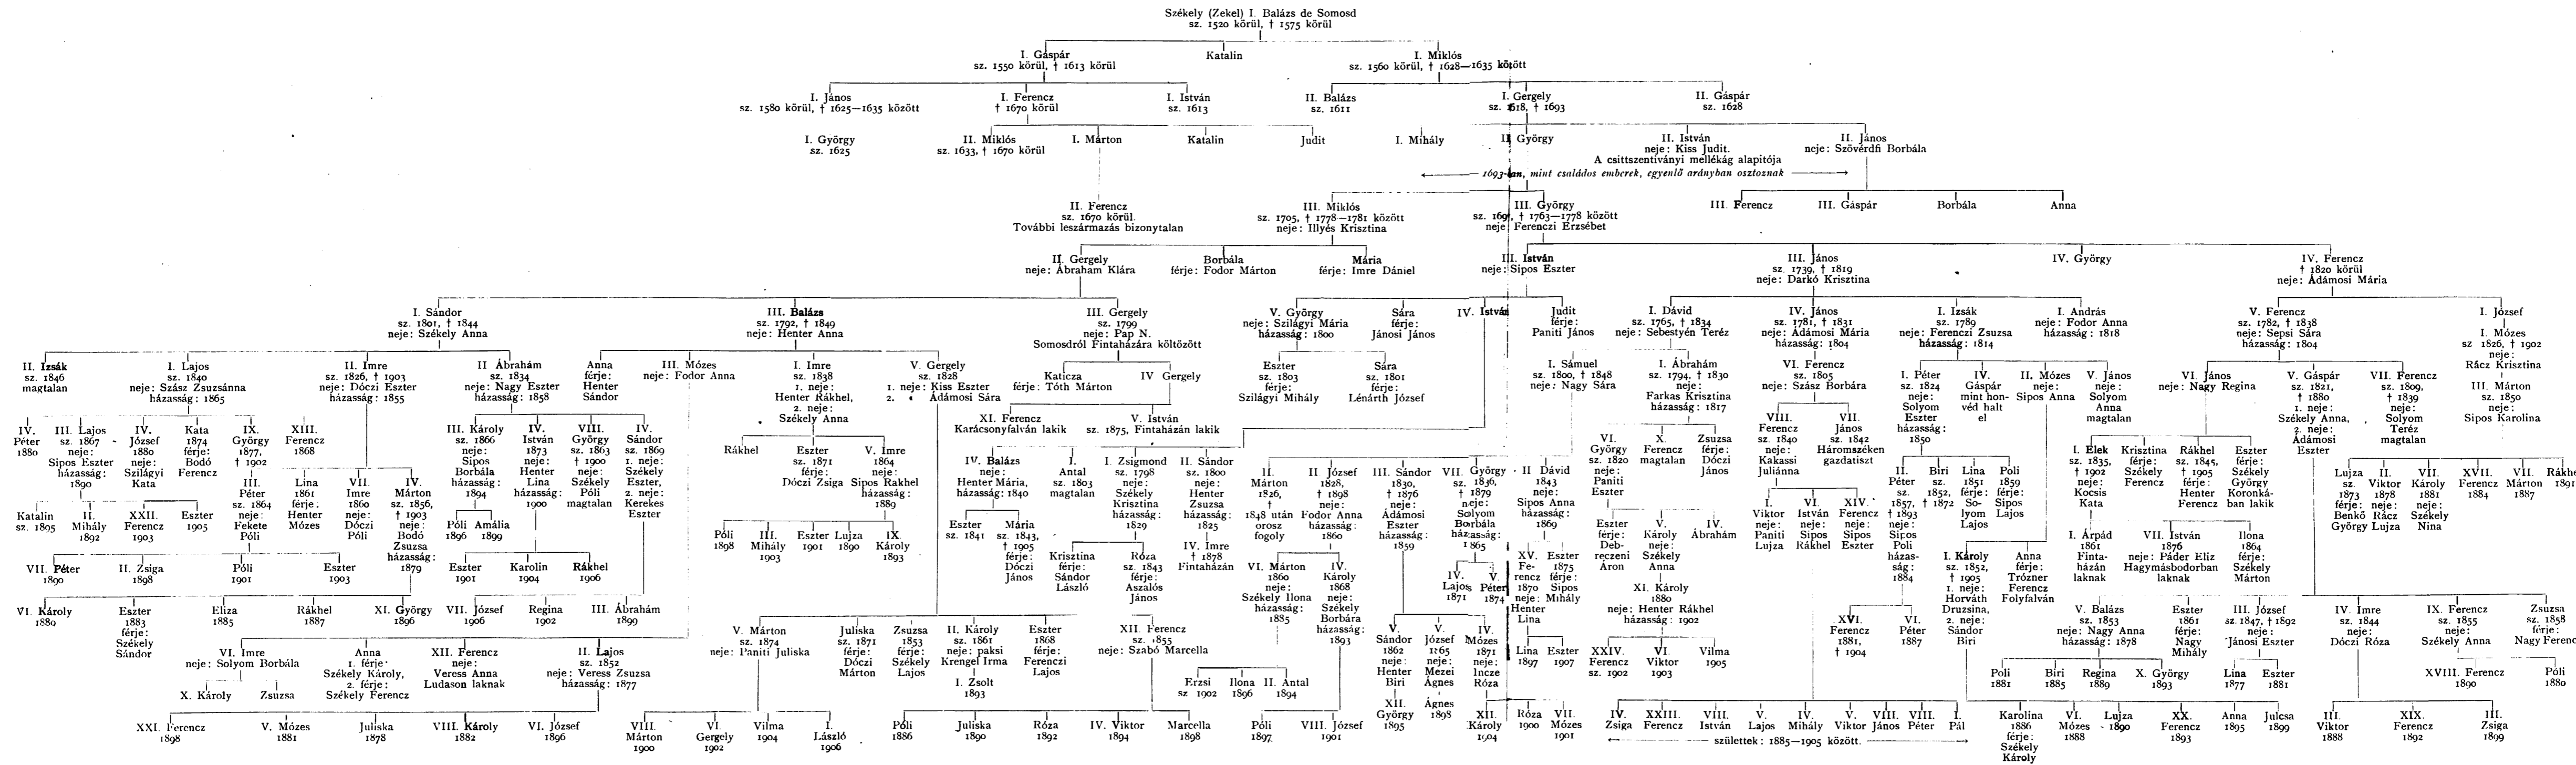 Székely (Zekel) I. Balázs de Somosd
sz. 1520 körül, † 1575 körül
I. Gáspár
sz. 1550 körül, † 1613 körül
Katalin
I. Miklós
sz. 1560 körül, † 1628—1635 között
I. János
sz. 1580 körül, † 1625—1635 között
I. Ferencz
† 1670 körül
I. István
sz. 1613
II. Balázs
sz. 1611
I. Gergely
sz. 1618, † 1693
II. Gáspár
sz. 1628
I. György
sz. 1625
II. Miklós
sz. 1633, † 1670 körül
I. Márton
Katalin
Judit
I. Mihály
II. György
II. István
neje: Kiss Judit.
A csittszentiványi mellékág alapitója
II. János
neje: Szövérdfi Borbála
1693-ban, mint családos emberek, egyenlő arányban osztoznak
II. Ferencz
sz. 1670 körül.
További leszármazás bizonytalan
III. Miklós
sz. 1705, † 1778—1781 között
neje: Illyés Krisztina
III. György
† 1763—1778 között
neje: Ferenczi Erzsébet
III. Ferencz
III. Gáspár
Borbála
Anna
II. Gergely
neje: Ábrahám Klára
Borbála
férje: Fodor Márton
Mária
férje: Imre Dániel
III. István
neje: Sipos Eszter
III. János
sz. 1739, † 1819
neje: Darkó Krisztina
IV. György
IV. Ferencz
† 1820 körül
neje: Ádámosi Mária
I. Sándor
sz. 1801, † 1844
neje: Székely Anna
III. Balázs
sz. 1792, † 1849
neje: Henter Anna
III. Gergely
sz. 1799
neje: Pap N.
Somosdról Fintaházára költözött
V. György
neje: Szilágyi Mária
házasság: 1800
Sára
férje:
Jánosi János
IV. István
Judit
férje:
Paniti János
I. Dávid
sz. 1765, † 1834
neje: Sebestyén Teréz
IV. János
sz. 1781, † 1831
neje: Ádámosi Mária
házasság: 1804
I. Izsák
sz. 1789
neje: Ferenczi Zsuzsa
házasság: 1814
I. András
neje: Fodor Anna
házasság: 1818
V. Ferencz
sz. 1782, † 1838
neje: Sepsi Sára
házasság: 1804
I. József
I. Mózes
sz 1826, † 1902
neje:
Rácz Krisztina
III. Márton
sz. 1850
neje:
Sipos Karolina
II. Izsák
sz. 1846
magtalan
I. Lajos
sz. 1840
neje: Szász Zsuzsánna
házasság: 1865
II. Imre
sz. 1826, † 1903
neje: Dóczi Eszter
házasság: 1855
II Ábrahám
sz. 1834
neje: Nagy Eszter
házasság: 1858
Anna
férje:
Henter
Sándor
III. Mózes
neje: Fodor Anna
I. Imre
sz. 1838
1. neje:
Henter Rákhel,
2. neje:
Székely Anna
V. Gergely
sz. 1828
1. neje: Kiss Eszter
2. Ádámosi Sára
Katicza
férje: Tóth Márton
IV Gergely
Eszter
sz. 1803
férje:
Szilágyi Mihály
Sára
sz. 1801
férje:
Lénárth József
I. Sámuel
sz. 1800, † 1848
neje: Nagy Sára
I. Ábrahám
sz. 1794, † 1830
neje:
Farkas Krisztina
házasság: 1817
VI. Ferencz
sz. 1805
neje: Szász Borbára
I. Péter
sz. 1824
neje:
Solyom
Eszter
házasság:
1850
IV.
Gáspár
mint hon-
véd halt
el
II. Mózes
neje:
Sipos Anna
V. János
neje:
Solyom
Anna
magtalan
VI. János
neje: Nagy Regina
V. Gáspár
sz. 1821,
† 1880
1. neje:
Székely Anna,
2. neje:
Ádámosi
Eszter
VII. Ferencz
sz. 1809,
† 1839
neje:
Solyom
Teréz
magtalan
XI. Ferencz
Karácsonyfalván lakik
V. István
sz. 1875, Fintaházán lakik
IV.
Péter
1880
III. Lajos
sz. 1867
neje:
Sipos Eszter
házasság:
1890
IV.
József
1880
neje:
Szilágyi
Kata
Kata
1874
férje:
Bodó
Ferencz
IX.
György
1877,
† 1902
XIII.
Ferencz
1868
III.
Péter
sz. 1864
neje:
Fekete
Póli
Lina
1861
férje.
Henter
Mózes
VII.
Imre
1860
neje:
Dóczi
Póli
IV.
Márton
sz. 1856,
† 1903
neje:
Bodó
Zsuzsa
házasság:
1879
III. Károly
sz. 1866
neje:
Sipos
Borbála
házasság:
1894
IV.
István
1873
neje:
Henter
Lina
házasság:
1900
VIII.
György
sz. 1863
† 1900
neje:
Székely
Póli
magtalan
IV.
Sándor
sz. 1869
1. neje:
Székely
Eszter,
2. neje:
Kerekes
Eszter
Rákhel
Eszter
sz. 1871
férje:
Dóczi Zsiga
V. Imre
1864
neje:
Sipos Rakhel
házasság:
1889
IV. Balázs
neje:
Henter Mária,
házasság: 1840
I.
Antal
sz. 1803
magtalan
I. Zsigmond
sz. 1798
neje:
Székely
Krisztina
házasság:
1829
II. Sándor
sz. 1800
neje:
Henter
Zsuzsa
házasság:
1825
IV. Imre
† 1878
Fintaházán
II.
Márton
1826,
†
1848 után
orosz
fogoly
II József
1828,
† 1898
neje:
Fodor Anna
házasság:
1860
III. Sándor
1830,
† 1876
neje:
Ádámosi
Eszter
házasság:
1859
VII. György
sz. 1836,
† 1879
neje:
Solyom
Borbála
házasság:
1865
II Dávid
1843
neje:
Sipos Anna
házasság:
1869
VI.
György
sz. 1820
neje:
Paniti
Eszter
X.
Ferencz
magtalan
Zsuzsa
férje:
Dóczi
János
VIII.
Ferencz
sz. 1840
neje:
Kakassi
Juliánna
VII.
János
sz. 1842
Háromszéken
gazdatiszt
II.
Péter
sz.
1857,
† 1893
neje:
Sipos
Poli
házas-
ság:
1884
Biri
sz.
1852,
† 1872
Lina
1851
férje:
So-
lyom
Lajos
Poli
1859
férje:
Sipos
Lajos
I. Elek
sz. 1835,
† 1902
neje:
Kocsis
Kata
Krisztina
férje:
Székely
Ferencz
Rákhel
sz. 1845,
† 1905
férje:
Henter
Ferencz
Eszter
férje:
Székely
György
Koronká-
ban lakik
Lujza
sz.
1873
férje:
Benkő
György
II.
Viktor
1878
neje:
Rácz
Lujza
VII.
Károly
1881
neje:
Székely
Nina
XVII.
Ferencz
1884
VII.
Márton
1887
Rákhe
1891
Katalin
sz. 1895
II.
Mihály
1892
XXII.
Ferencz
1903
Eszter
1905
Póli
1896
Amália
1899
Póli
1898
III.
Mihály
1903
Eszter
1901
Lujza
1890
IX.
Károly
1893
Eszter
sz. 1841
Mária
sz. 1843,
† 1905
férje:
Dóczi
János
Krisztina
férje:
Sándor
László
Róza
sz. 1843
férje:
Aszalós
János
VI. Márton
1860
neje:
Székely Ilona
házasság:
1885
IV.
Károly
1868
neje:
Székely
Borbára
házasság:
1893
IV.
Lajos
1871
V.
Péter
1874
XV.
Fe-
rencz
1870
neje:
Henter
Lina
Eszter
1875
férje:
Sipos
Mihály
Eszter
férje:
Deb-
reczeni
Áron
V.
Károly
neje:
Székely
Anna
IV.
Ábrahám
XI. Károly
1880
neje: Henter Rákhel
házasság: 1902
I.
Viktor
neje:
Paniti
Lujza
VI.
István
neje:
Sipos
Rákhel
XIV.
Ferencz
neje:
Sipos
Eszter
I. Károly
sz. 1852,
† 1905
1. neje:
Horváth
Druzsina,
2. neje:
Sándor
Biri
Anna
férje:
Trózner
Ferencz
Folyfalván
I. Árpád
1861
Finta-
házán
laknak
VII. István
1876
neje: Páder Eliz
Hagymásbodorban
laknak
Ilona
1864
férje:
Székely
Márton
VII. Péter
1890
II. Zsiga
1898
Póli
1901
Eszter
1903
Eszter
1901
Karolin
1904
Rákhel
1906
VI. Károly
1880
Eszter
1883
férje:
Székely
Sándor
Eliza
1885
Rákhel
1887
XI. György
1896
VII. József
1906
Regina
1902
III. Ábrahám
1899
VI. Imre
neje: Solyom Borbála
Anna
1. férje:
Székely Károly,
2. férje:
Székely Ferencz
XII. Ferencz
neje:
Veress Anna
Ludason laknak
II. Lajos
sz. 1852
neje: Veress Zsuzsa
házasság: 1877
X. Károly
Zsuzsa
V. Márton
sz. 1874
neje: Paniti Juliska
Juliska
sz. 1871
férje:
Dóczi
Márton
Zsuzsa
1853
férje:
Székely
Lajos
II. Károly
sz. 1861
neje: paksi
Krengel Irma
I. Zsolt
1893
Eszter
1868
férje:
Ferenczi
Lajos
XII. Ferencz
sz. 1855
neje: Szabó Marcella
Erzsi
sz 1902
Ilona
1896
II. Antal
1894
V.
Sándor
1862
neje:
Henter
Biri
V.
József
1865
neje:
Mezei
Ágnes
IV.
Mózes
1871
neje:
Incze
Róza
XII.
György
1895
Ágnes
1898
XII.
Károly
1904
Róza
1900
VII.
Mózes
1901
Lina
1897
Eszter
1907
XXIV.
Ferencz
sz. 1902
VI.
Viktor
1903
Vilma
1905
XVI.
Ferencz
1881,
† 1904
VI.
Péter
1887
V. Balázs
sz. 1853
neje: Nagy Anna
házasság: 1878
Eszter
1861
férje:
Nagy
Mihály
III. József
sz. 1847, † 1892
neje:
Jánosi Eszter
IV. Imre
sz. 1844
neje:
Dóczi Róza
IX. Ferencz
sz. 1855
neje:
Székely Anna
Zsuzsa
sz. 1858
férje:
Nagy Ferenc
Poli
1881
Biri
1885
Regina
1889
X. György
1893
Lina
1877
Eszter
1881
XVIII. Ferencz
1890
Póli
1880
XXI. Ferencz
1898
V. Mózes
1881
Juliska
1878
VIII. Károly
1882
VI. József
1896
VIII.
Márton
1900
VI.
Gergely
1902
Vilma
1904
I.
László
1906
Póli
1886
Juliska
1890
Róza
1892
IV. Viktor
1894
Marcella
1898
Póli
1897
VIII. József
1901
IV.
Zsiga
XXIII.
Ferencz
VIII.
István
V.
Lajos
IV.
Mihály
V.
Viktor
VIII.
János
VIII.
Péter
I.
Pál
születtek: 1885—1905 között.
Karolina
1886
férje:
Székely
Károly
VI.
Mózes
1888
Lujza
1890
XX.
Ferencz
1893
Anna
1895
Julcsa
1899
III.
Viktor
1888
XIX.
Ferencz
1892
III.
Zsiga
1899